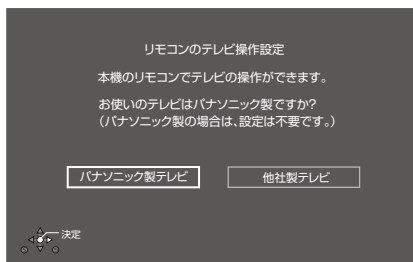 リモコンのテレビ操作設定
本機のリモコンでテレビの操作ができます。
お使いのテレビはパナソニック製ですか?
(パナソニック製の場合は、設定は不要です。)
パナソニック製テレビ
他社製テレビ
決定